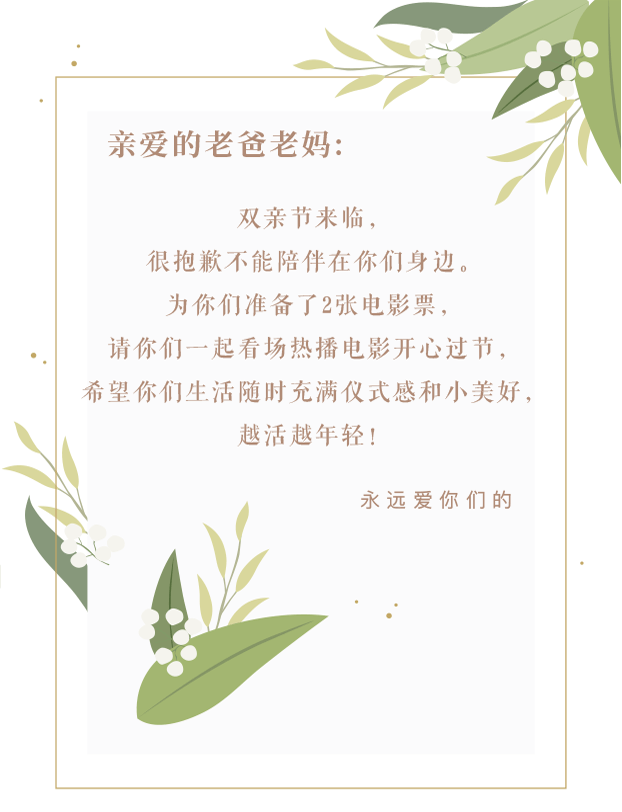 亲爱的老爸老妈：
双亲节来临，
很抱歉不能陪伴在你们身边。
为你们准备了2张电影票，
请你们一起看场热播电影开心过节，
希望你们生活随时充满仪式感和小美好，
越活越年轻！
永远爱你们的